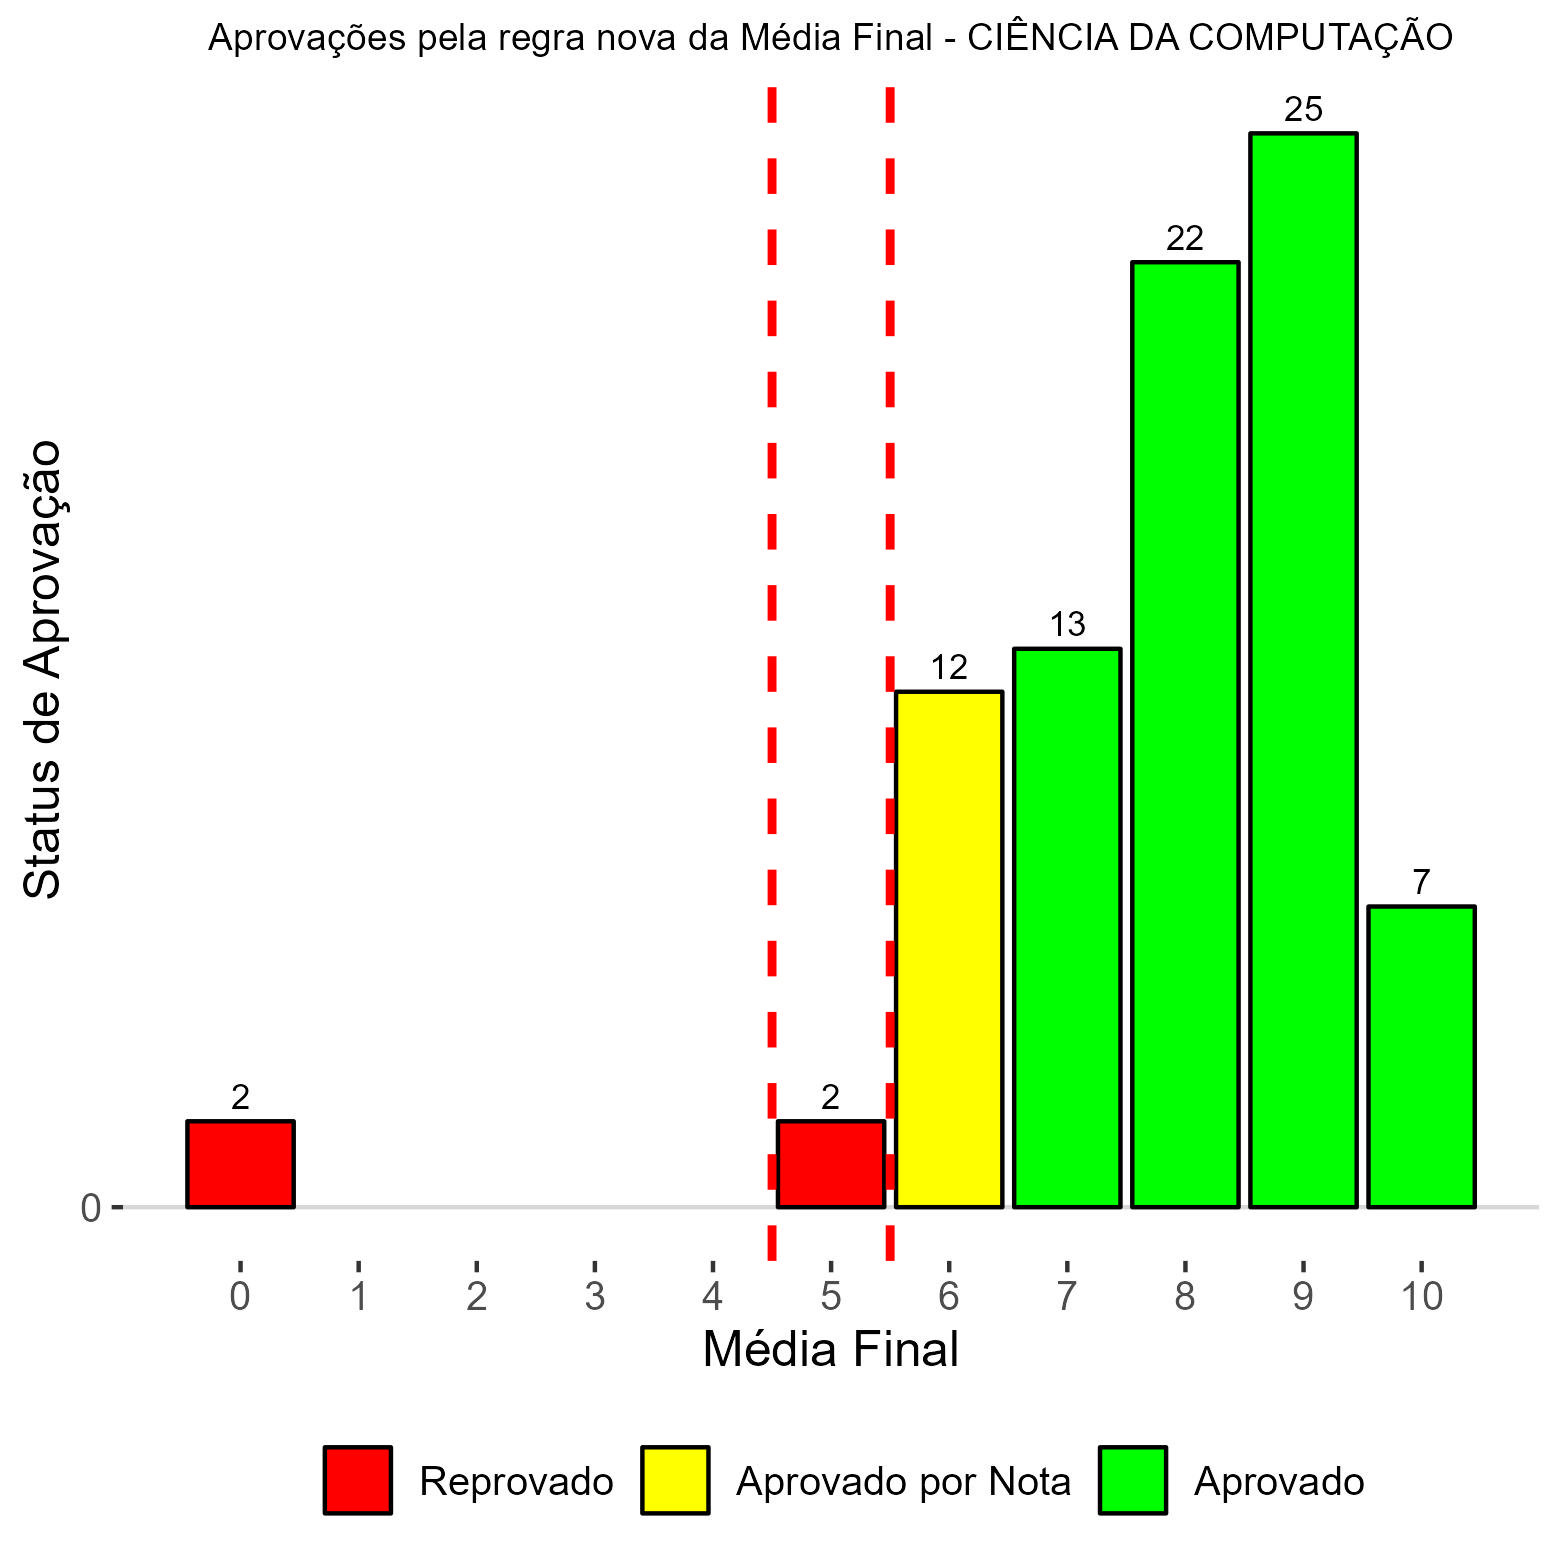 Aprovações pela regra nova da Média Final - CIÊNCIA DA COMPUTAÇÃO
25
22
13
12
7
2
2
Status de Aprovação
0
0 1 2 3 4 5 6 7 8 9 10
Média Final
Reprovado Aprovado por Nota Aprovado